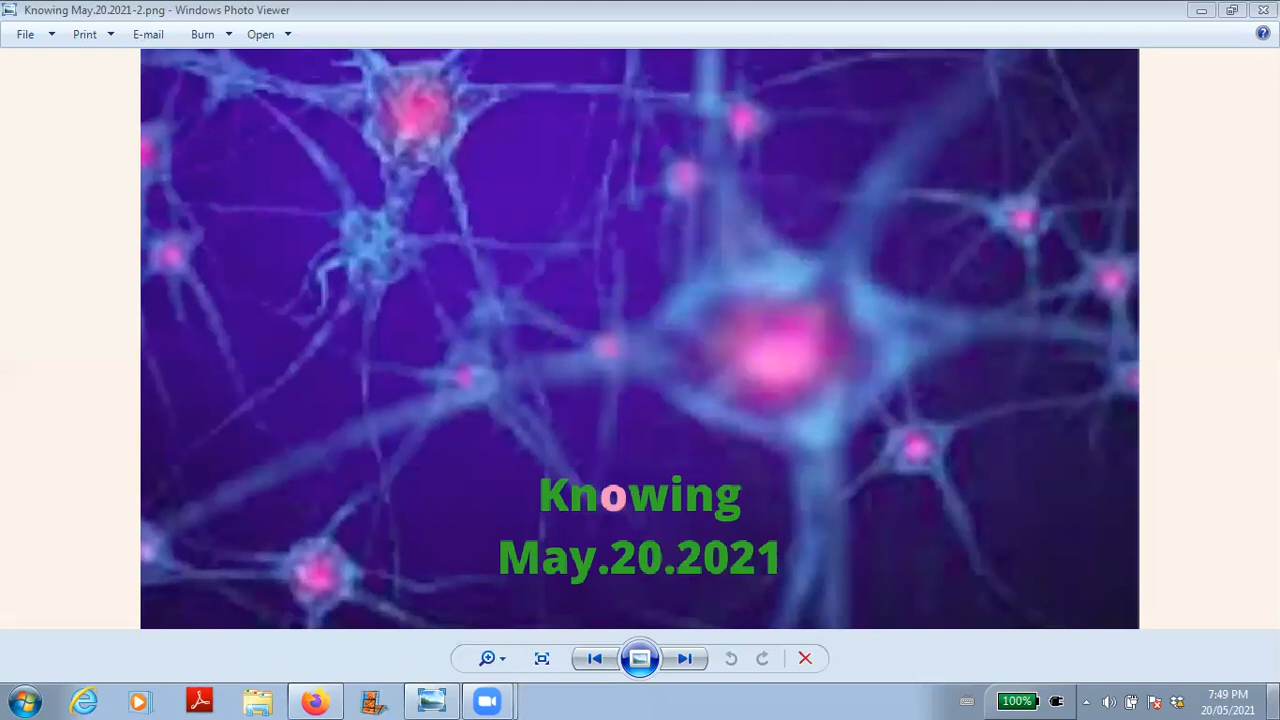 Knowing May.20.2021-2.png - Windows Photo Viewer
File Print E-mail Burn Open
Knowing
May.20.2021
100%
7:49 PM
20/05/2021